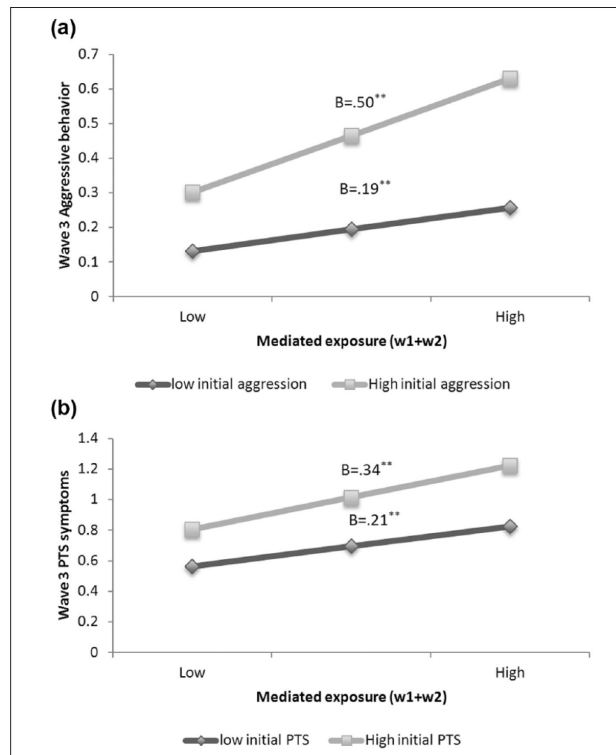 (a)
0.7
0.6
0.5
0.4
0.3
0.2
0.1
0
Wave 3 Aggressive behavior
B=.50**
B=.19**
Low High
Mediated exposure (w1+w2)
low initial aggression High initial aggression
(b)
1.4
1.2
1
0.8
0.6
0.4
0.2
0
Wave 3 PTS symptoms
B=.34**
B=.21**
Low High
Mediated exposure (w1+w2)
low initial PTS High initial PTS